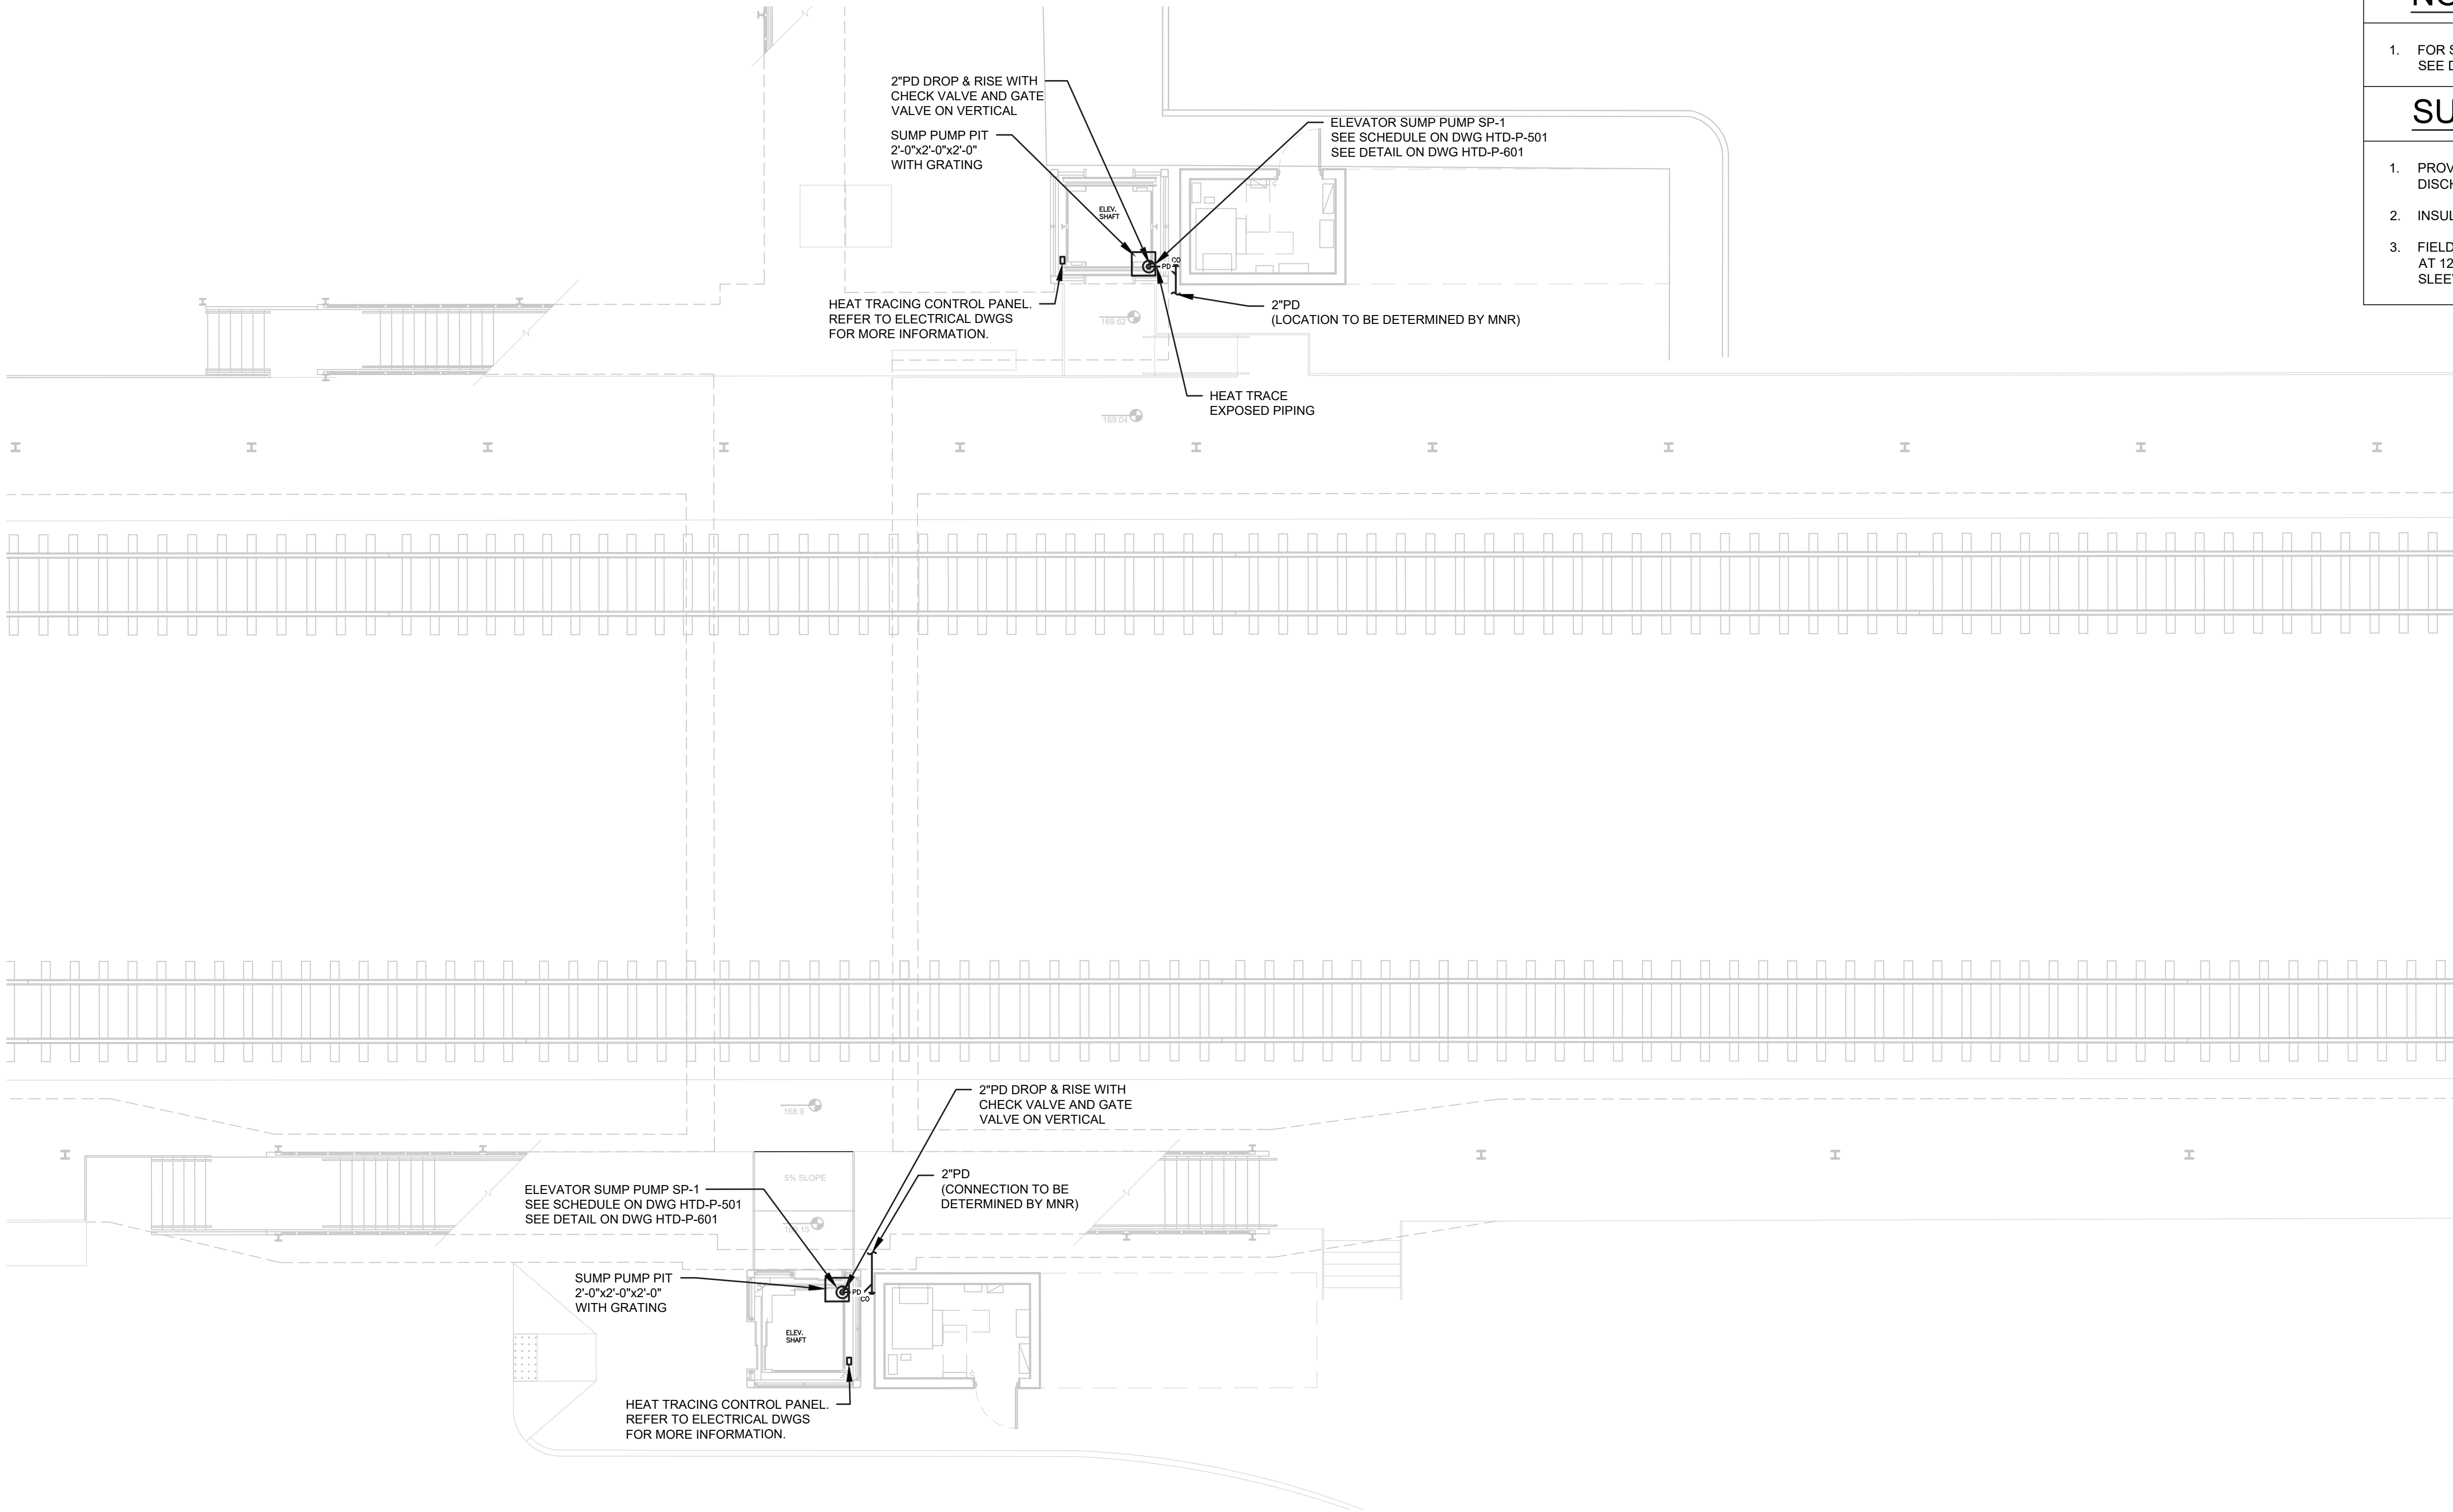 2"PD DROP & RISE WITH
CHECK VALVE AND GATE
VALVE ON VERTICAL
SUMP PUMP PIT
2'-0"x2'-0"x2'-0"
WITH GRATING
ELEVATOR SUMP PUMP SP-1
SEE SCHEDULE ON DWG HTD-P-501
SEE DETAIL ON DWG HTD-P-601
1. FOR
SEE
SU
1. PROV
DISCH
2. INSUL
3. FIELD
AT 12
SLEE
ELEV.
SHAFT
PD
CO
HEAT TRACING CONTROL PANEL.
REFER TO ELECTRICAL DWGS
FOR MORE INFORMATION.
169.62
2"PD
(LOCATION TO BE DETERMINED BY MNR)
HEAT TRACE
EXPOSED PIPING
169.04
168.9
2"PD DROP & RISE WITH
CHECK VALVE AND GATE
VALVE ON VERTICAL
5% SLOPE
2"PD
(CONNECTION TO BE
DETERMINED BY MNR)
ELEVATOR SUMP PUMP SP-1
SEE SCHEDULE ON DWG HTD-P-501
SEE DETAIL ON DWG HTD-P-601
SUMP PUMP PIT
2'-0"x2'-0"x2'-0"
WITH GRATING
PD
CO
ELEV.
SHAFT
HEAT TRACING CONTROL PANEL.
REFER TO ELECTRICAL DWGS
FOR MORE INFORMATION.